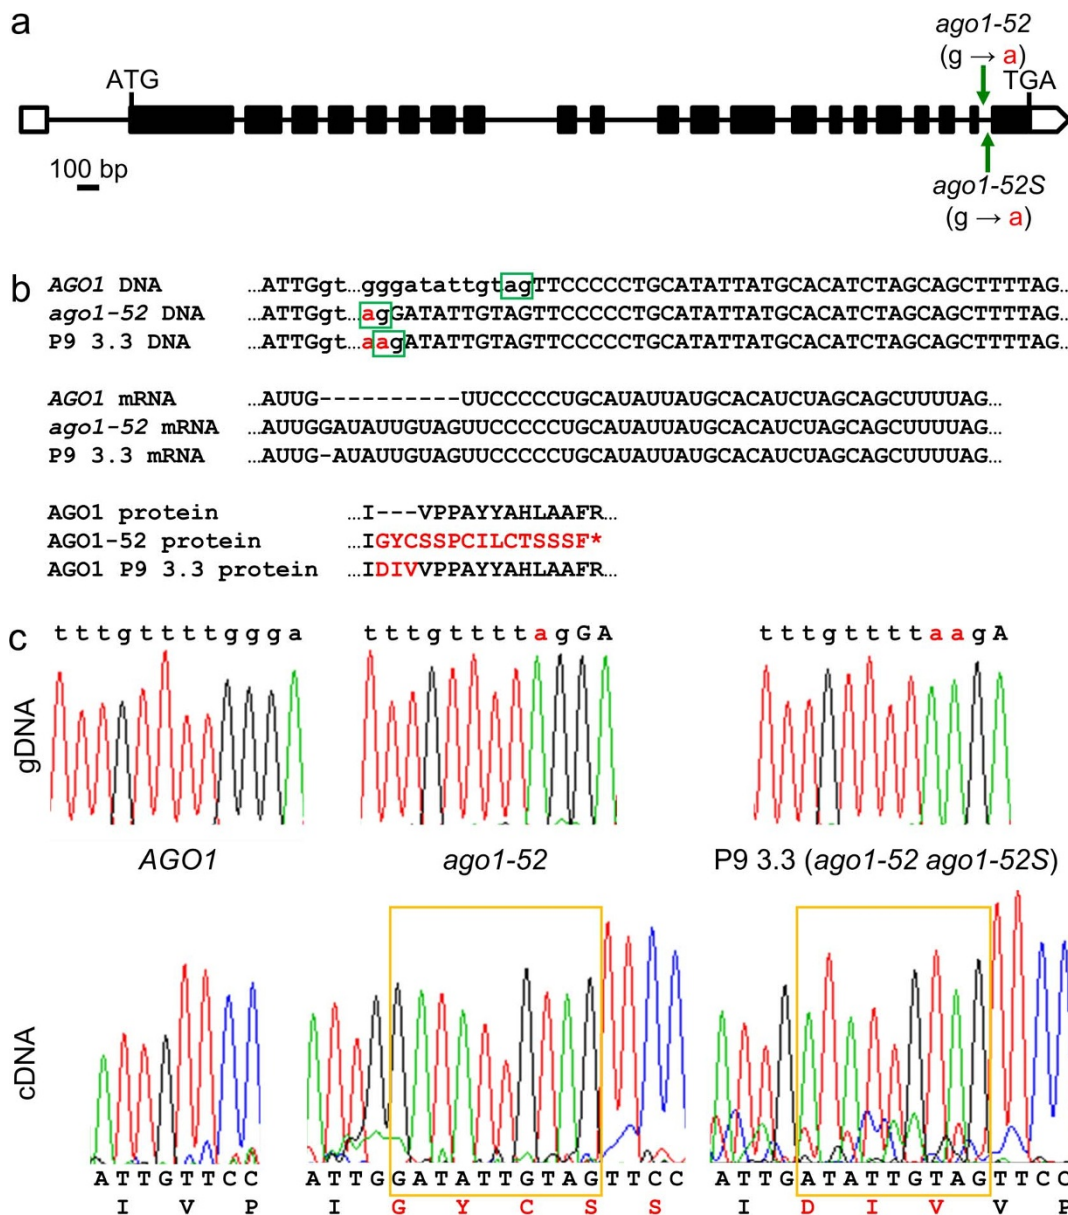 a
ago1-52
(g → a)
ATG
TGA
100 bp
ago1-52S
(g → a)
b
AGO1 DNA ...ATTGgt...gggatattgtagTTCCCCCTGCATATTATGCACATCTAGCAGCTTTTAG...
ago1-52 DNA ...ATTGgt...agGATATTGTAGTTCCCCCTGCATATTATGCACATCTAGCAGCTTTTAG...
P9 3.3 DNA ...ATTGgt...aagATATTGTAGTTCCCCCTGCATATTATGCACATCTAGCAGCTTTTAG...
AGO1 mRNA ...AUUG----------UUCCCCCUGCAUAUUAUGCACAUCUAGCAGCUUUUAG...
ago1-52 mRNA ...AUUGGAUAUUGUAGUUCCCCCUGCAUAUUAUGCACAUCUAGCAGCUUUUAG...
P9 3.3 mRNA ...AUUG-AUAUUGUAGUUCCCCCUGCAUAUUAUGCACAUCUAGCAGCUUUUAG...
AGO1 protein ...I---VPPAYYAHLAAFR...
AGO1-52 protein ...IGYCSSPCILCTSSSF*
AGO1 P9 3.3 protein ...IDIVVPPAYYAHLAAFR...
c
tttgttttggga tttgttttagGA tttgttttaagA
gDNA
AGO1 ago1-52 P9 3.3 (ago1-52 ago1-52S)
cDNA
ATTGTTCC ATTGGATATTGTAGTTCC ATTGATATTGTAGTTCC
I V P I G Y C S S I D I V V P